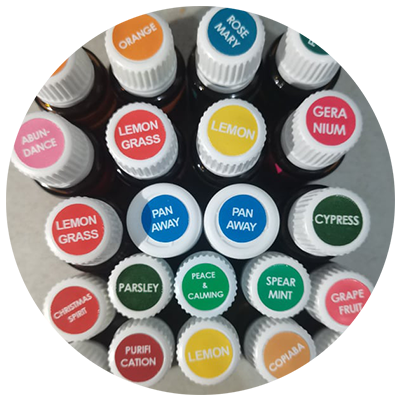 ORANGE
ROSE
MARY
ABUN-
DANCE
LEMON
GRASS
LEMON
GERA
NIUM
LEMON
GRASS
PAN
AWAY
PAN
AWAY
CYPRESS
CHRISTMAS
SPIRIT
PARSLEY
PEACE
&
CALMING
SPEAR
MINT
GRAPE
FRUIT
PURIFI
CATION
LEMON
COPIABA